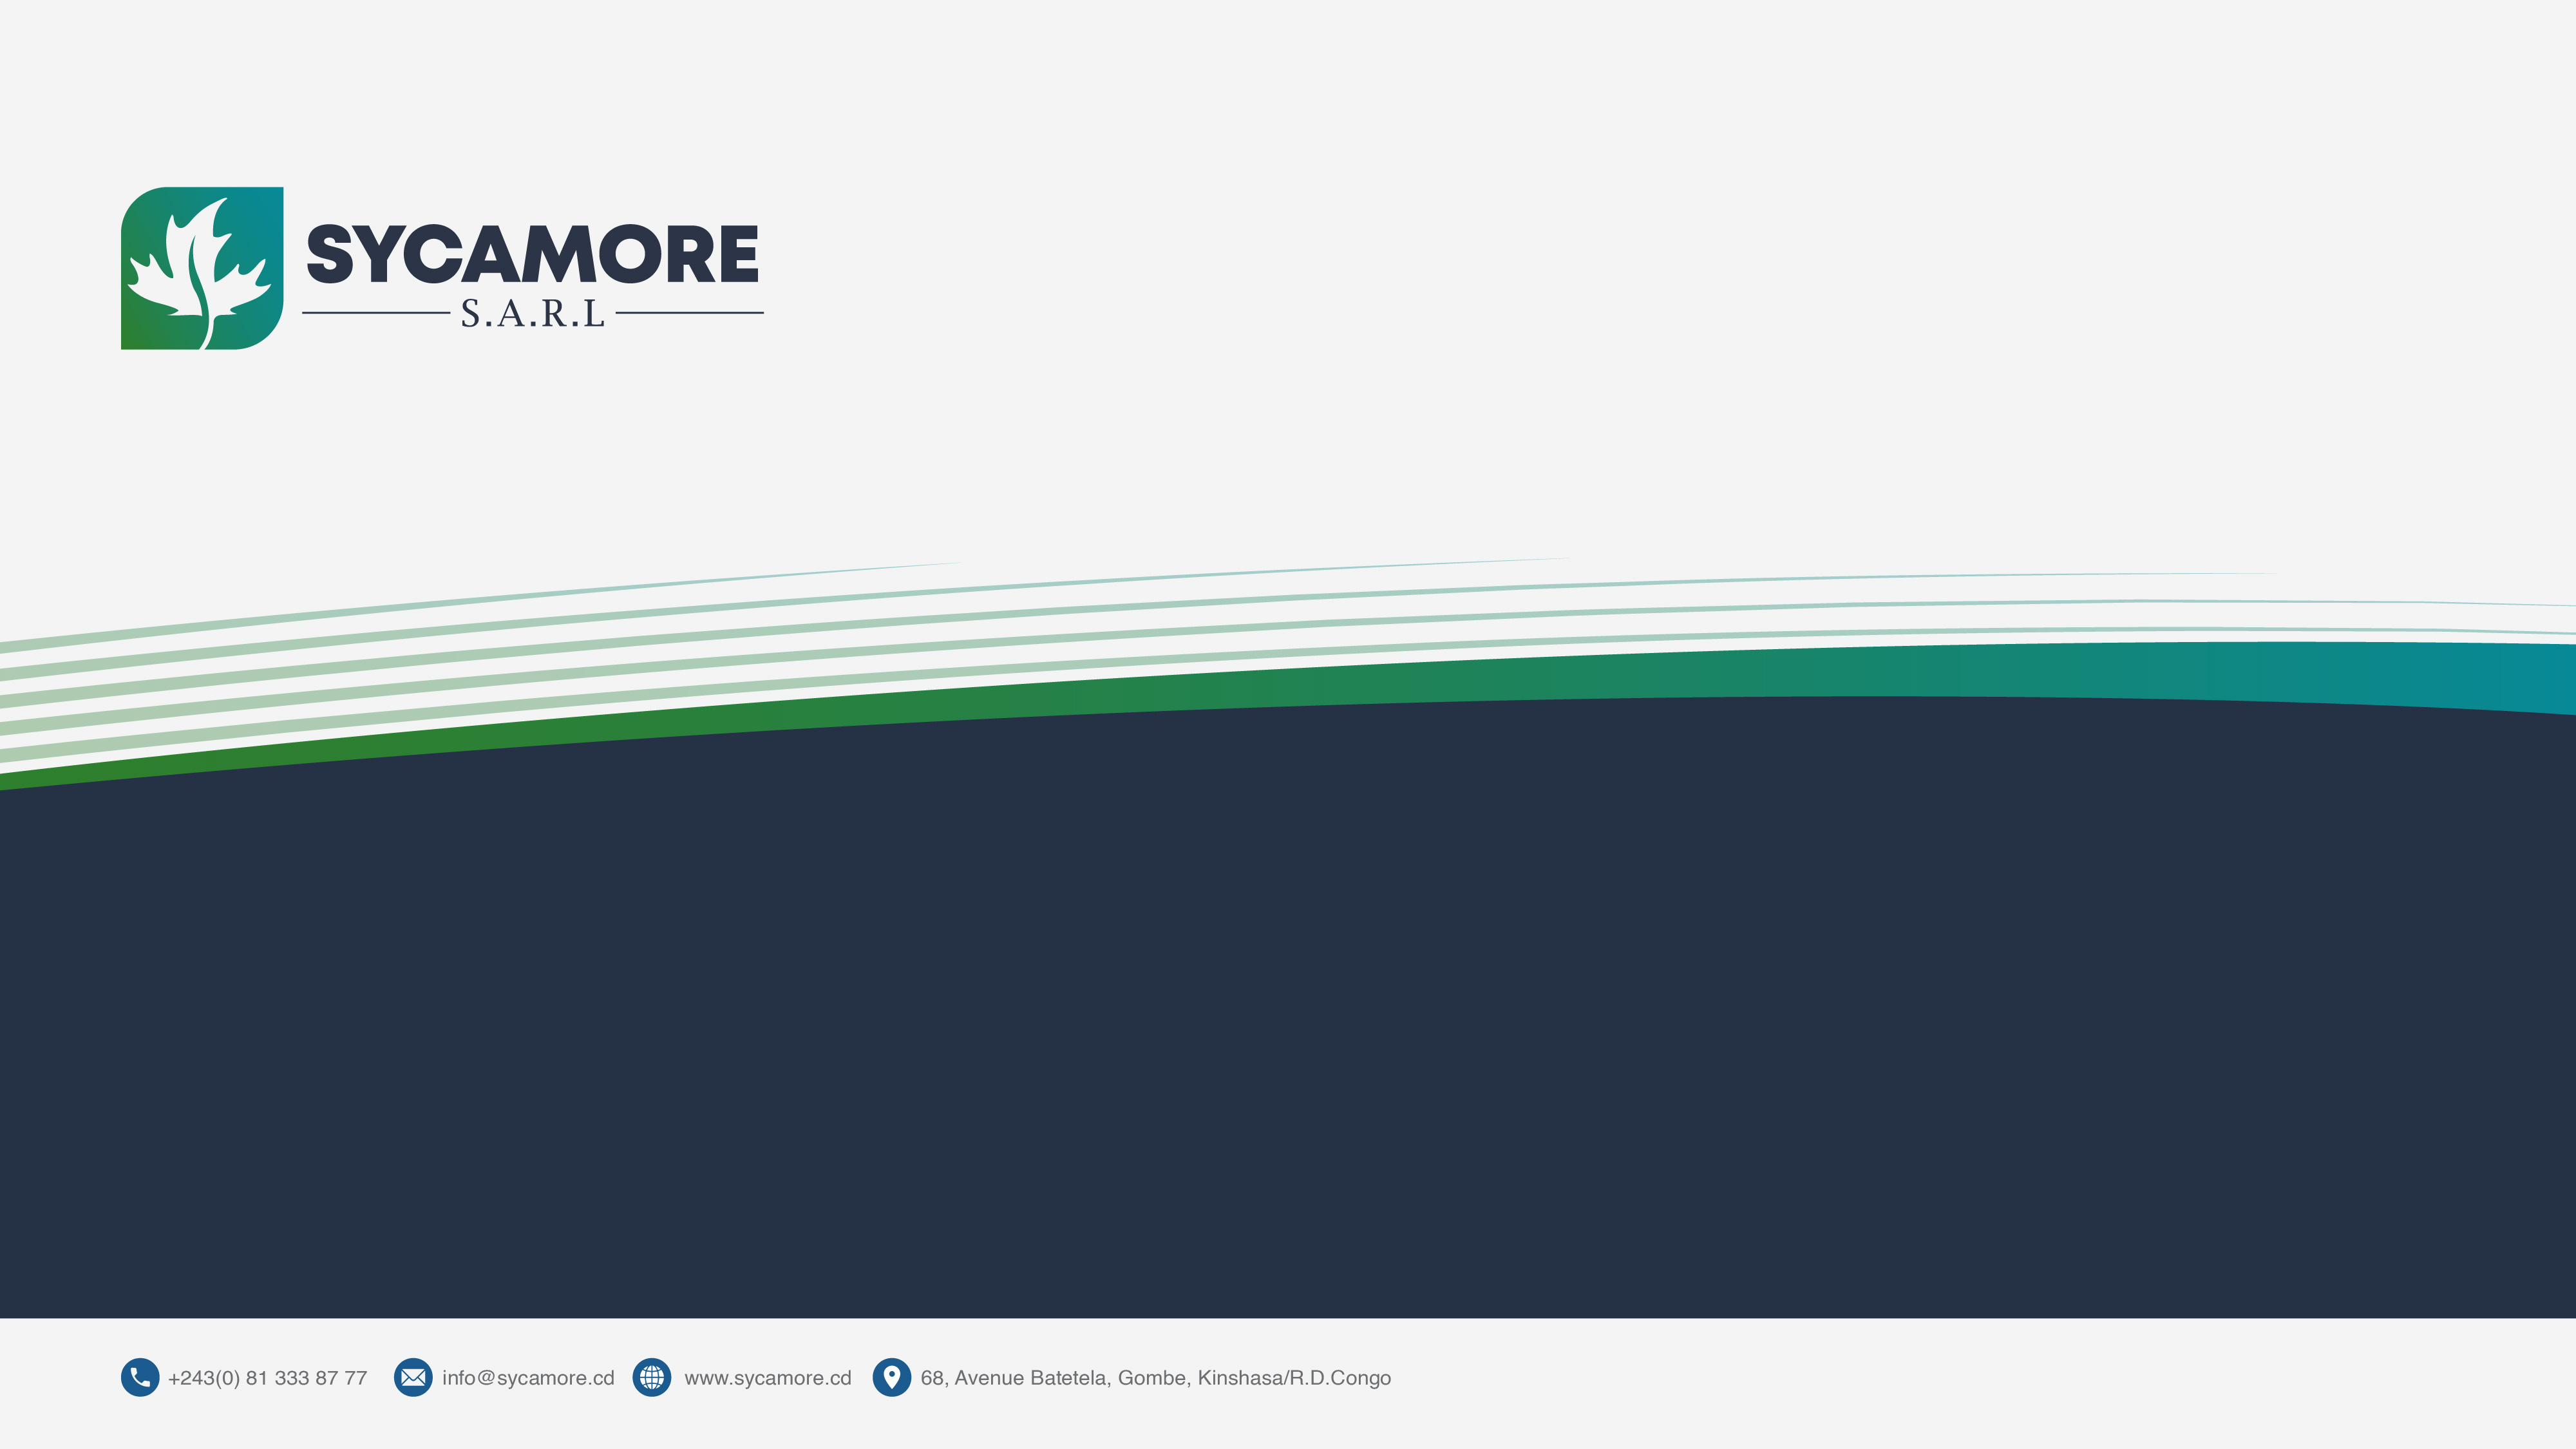 SYCAMORE
S.A.R.L
+243(0) 81 333 87 77 info@sycamore.cd www.sycamore.cd 68, Avenue Batetela, Gombe, Kinshasa/R.D.Congo